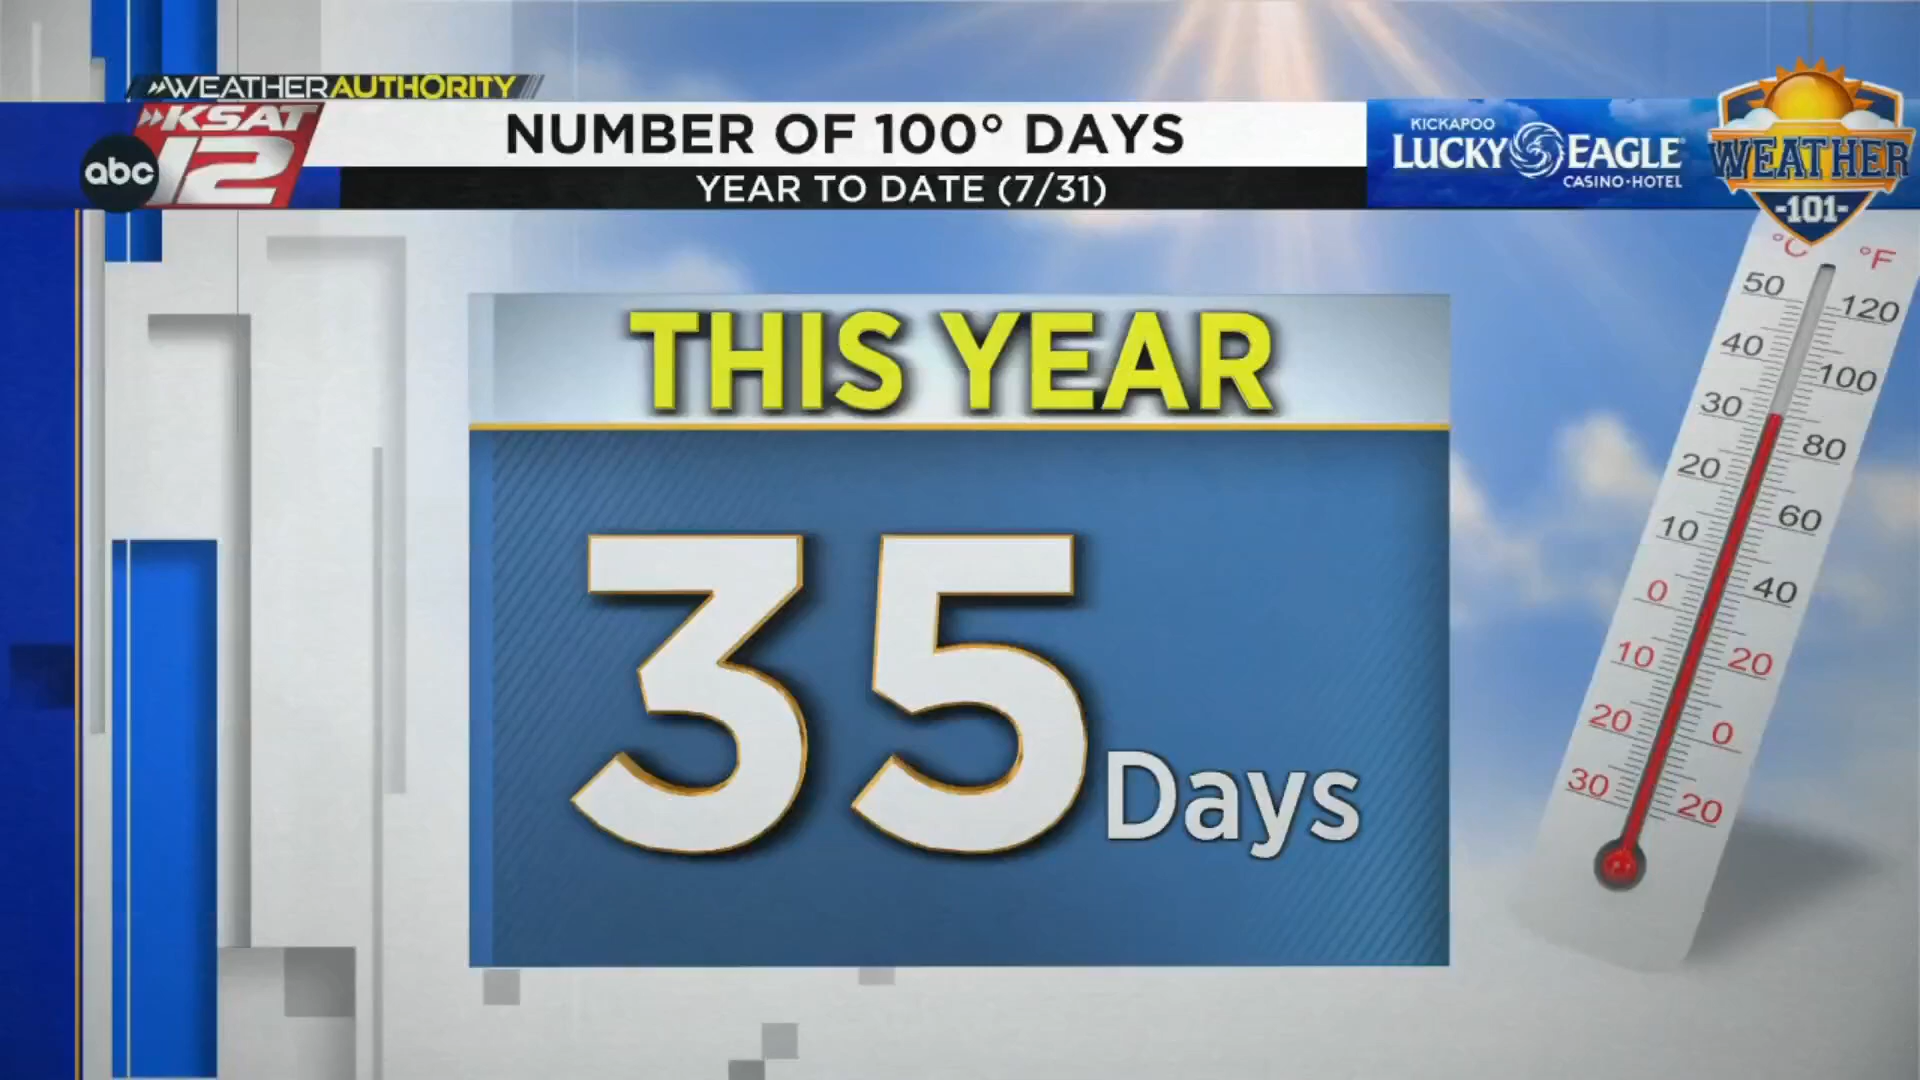 WEATHERAUTHORITY
KSAT
12
abc
NUMBER OF 100° DAYS
YEAR TO DATE (7/31)
KICKAPOO
LUCKY EAGLE
CASINO•HOTEL
WEATHER
-101-
THIS YEAR
35 Days
°C °F
50 120
40 100
30 80
20 60
10 40
0 20
10 0
20 20
30